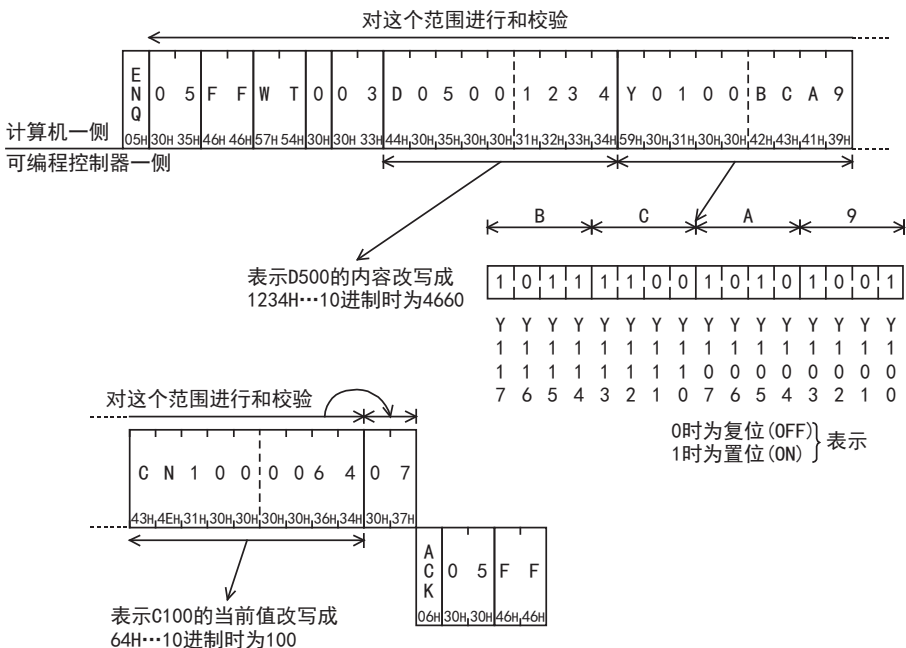 对这个范围进行和校验
E N Q 0 5 F F W T 0 0 3 D 0 5 0 0 1 2 3 4 Y 0 1 0 0 B C A 9
计算机一侧
05H 30H 35H 46H 46H 57H 54H 30H 30H 33H 44H,30H,35H,30H,30H,31H,32H,33H,34H 59H,30H,31H,30H,30H,42H,43H,41H,39H
可编程控制器一侧
B C A 9
表示D500的内容改写成
1234H…10进制时为4660
1 0 1 1 1 1 0 0 1 0 1 0 1 0 0 1
Y Y Y Y Y Y Y Y Y Y Y Y Y Y Y Y
1 1 1 1 1 1 1 1 1 1 1 1 1 1 1 1
1 1 1 1 1 1 1 1 0 0 0 0 0 0 0 0
7 6 5 4 3 2 1 0 7 6 5 4 3 2 1 0
对这个范围进行和校验
0时为复位(OFF)
1时为置位(ON)
表示
C N 1 0 0 0 0 6 4 0 7
43H,4EH,31H,30H,30H,30H,30H,36H,34H 30H,37H
A C K 0 5 F F
06H 30H,30H 46H,46H
表示C100的当前值改写成
64H…10进制时为100